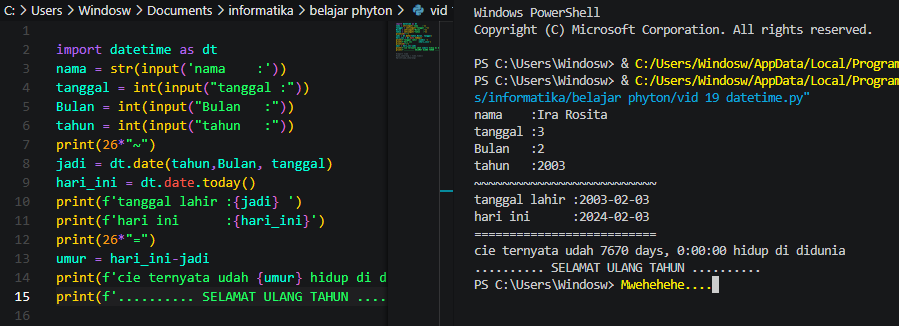 C: > Users > Windosw > Documents > informatika > belajar phyton > vid
1
2 import datetime as dt
3 nama = str(input('nama    :'))
4 tanggal = int(input("tanggal :"))
5 Bulan = int(input("Bulan   :"))
6 tahun = int(input("tahun   :"))
7 print(26*"~")
8 jadi = dt.date(tahun,Bulan, tanggal)
9 hari_ini = dt.date.today()
10 print(f'tanggal lahir :{jadi} ')
11 print(f'hari ini      :{hari_ini}')
12 print(26*"=")
13 umur = hari_ini-jadi
14 print(f'cie ternyata udah {umur} hidup di d
15 print(f'.......... SELAMAT ULANG TAHUN ....
16
Windows PowerShell
Copyright (C) Microsoft Corporation. All rights reserved.
PS C:\Users\Windosw> & C:/Users/Windosw/AppData/Local/Program
PS C:\Users\Windosw> & C:/Users/Windosw/AppData/Local/Program
s/informatika/belajar phyton/vid 19 datetime.py"
nama    :Ira Rosita
tanggal :3
Bulan   :2
tahun   :2003
~~~~~~~~~~~~~~~~~~~~~~~~~~
tanggal lahir :2003-02-03
hari ini      :2024-02-03
==========================
cie ternyata udah 7670 days, 0:00:00 hidup di didunia
.......... SELAMAT ULANG TAHUN ..........
PS C:\Users\Windosw> Mwehehehe....